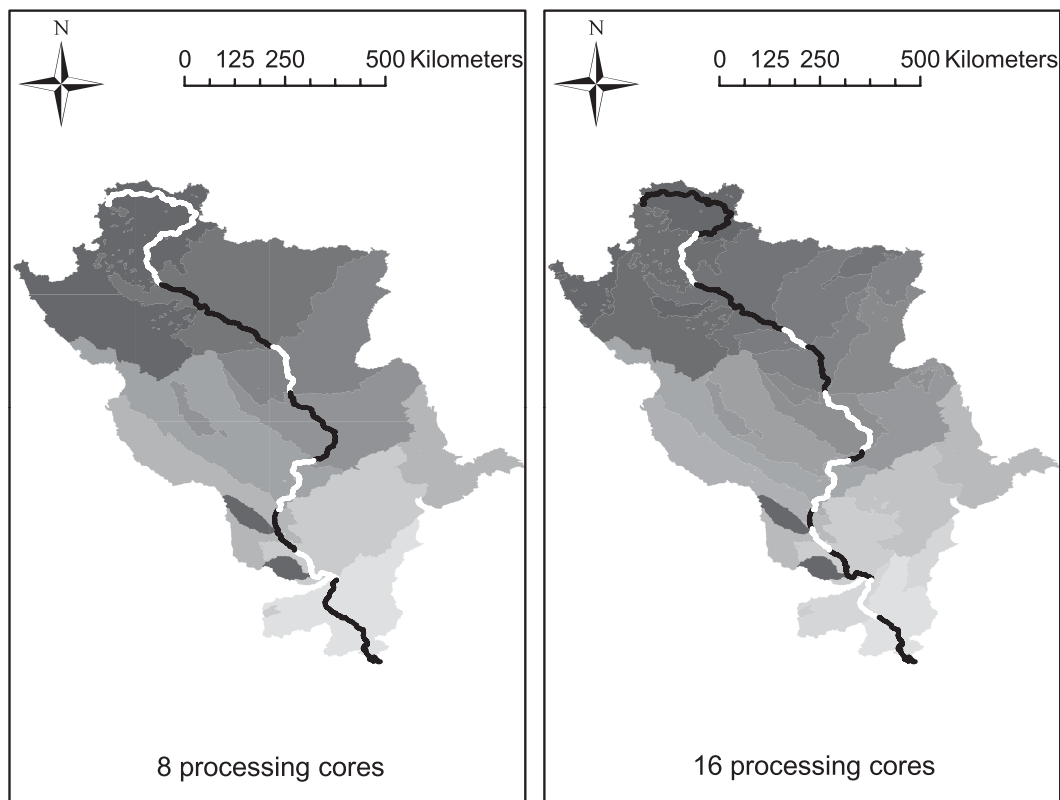 N
0 125 250 500 Kilometers
8 processing cores
N
0 125 250 500 Kilometers
16 processing cores